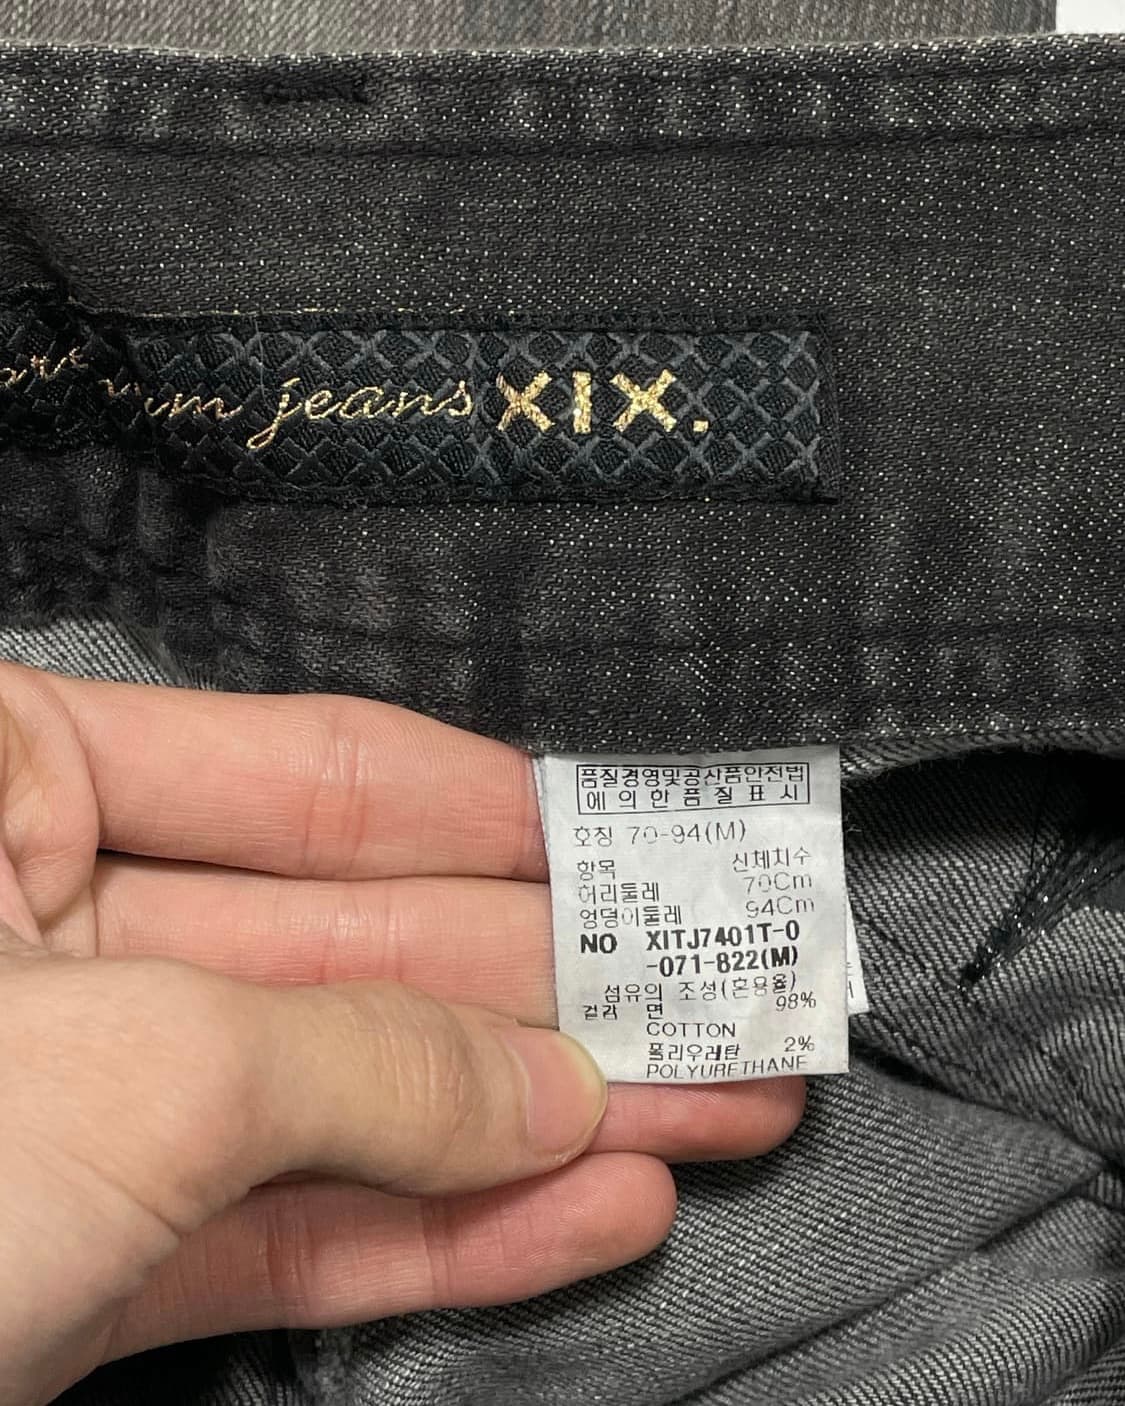 jeans XIX.
품질경영및공산품안전법
에 의 한 품 질 표 시
호칭 70-94(M)
항목 신체치수
허리둘레 70Cm
엉덩이둘레 94Cm
NO XITJ7401T-0
-071-822(M)
섬유의 조성(혼용율)
겉감 면 98%
COTTON
폴리우레탄 2%
POLYURETHANE